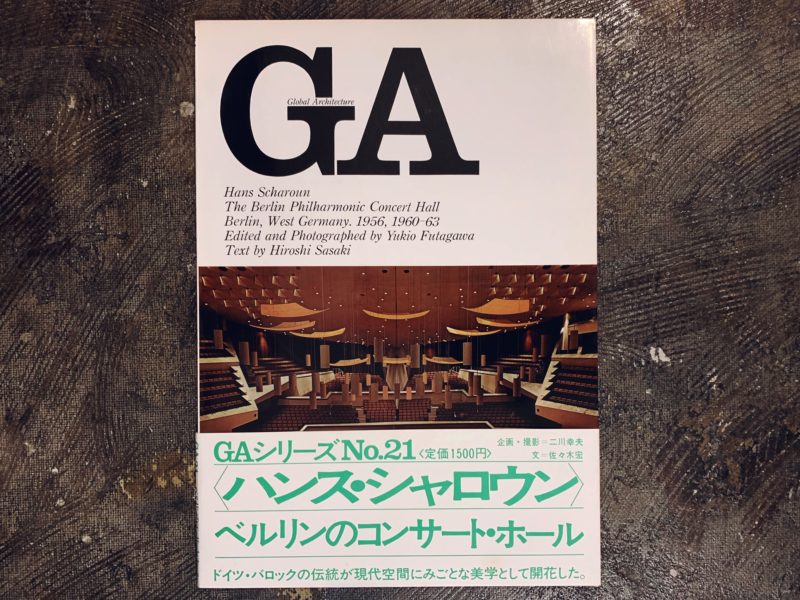 GA
Global Architecture
Hans Scharoun
The Berlin Philharmonic Concert Hall
Berlin, West Germany. 1956, 1960-63
Edited and Photographed by Yukio Futagawa
Text by Hiroshi Sasaki
GAシリーズNo.21〈定価1500円〉
企画・撮影=二川幸夫
文=佐々木宏
〈ハンス・シャロウン〉
ベルリンのコンサート・ホール
ドイツ・バロックの伝統が現代空間にみごとな美学として開花した。